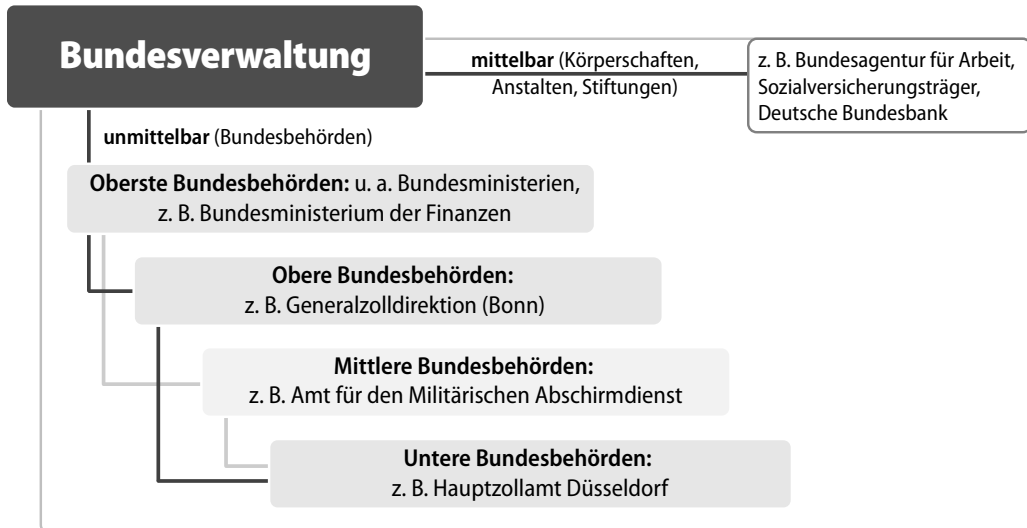 Bundesverwaltung
mittelbar (Körperschaften,
Anstalten, Stiftungen)
z. B. Bundesagentur für Arbeit,
Sozialversicherungsträger,
Deutsche Bundesbank
unmittelbar (Bundesbehörden)
Oberste Bundesbehörden: u. a. Bundesministerien,
z. B. Bundesministerium der Finanzen
Obere Bundesbehörden:
z. B. Generalzolldirektion (Bonn)
Mittlere Bundesbehörden:
z. B. Amt für den Militärischen Abschirmdienst
Untere Bundesbehörden:
z. B. Hauptzollamt Düsseldorf